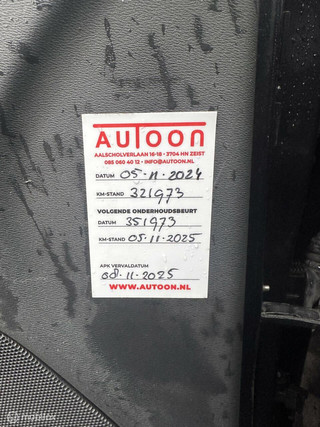 AUTOON
AALSCHOLVERLAAN 16-18 • 3704 HN ZEIST
085 060 40 12 • INFO@AUTOON.NL
DATUM 05-11-2024
KM-STAND 321973
VOLGENDE ONDERHOUDSBEURT
DATUM 351973
KM-STAND 05-11-2025
APK VERVALDATUM
08-11-2025
WWW.AUTOON.NL